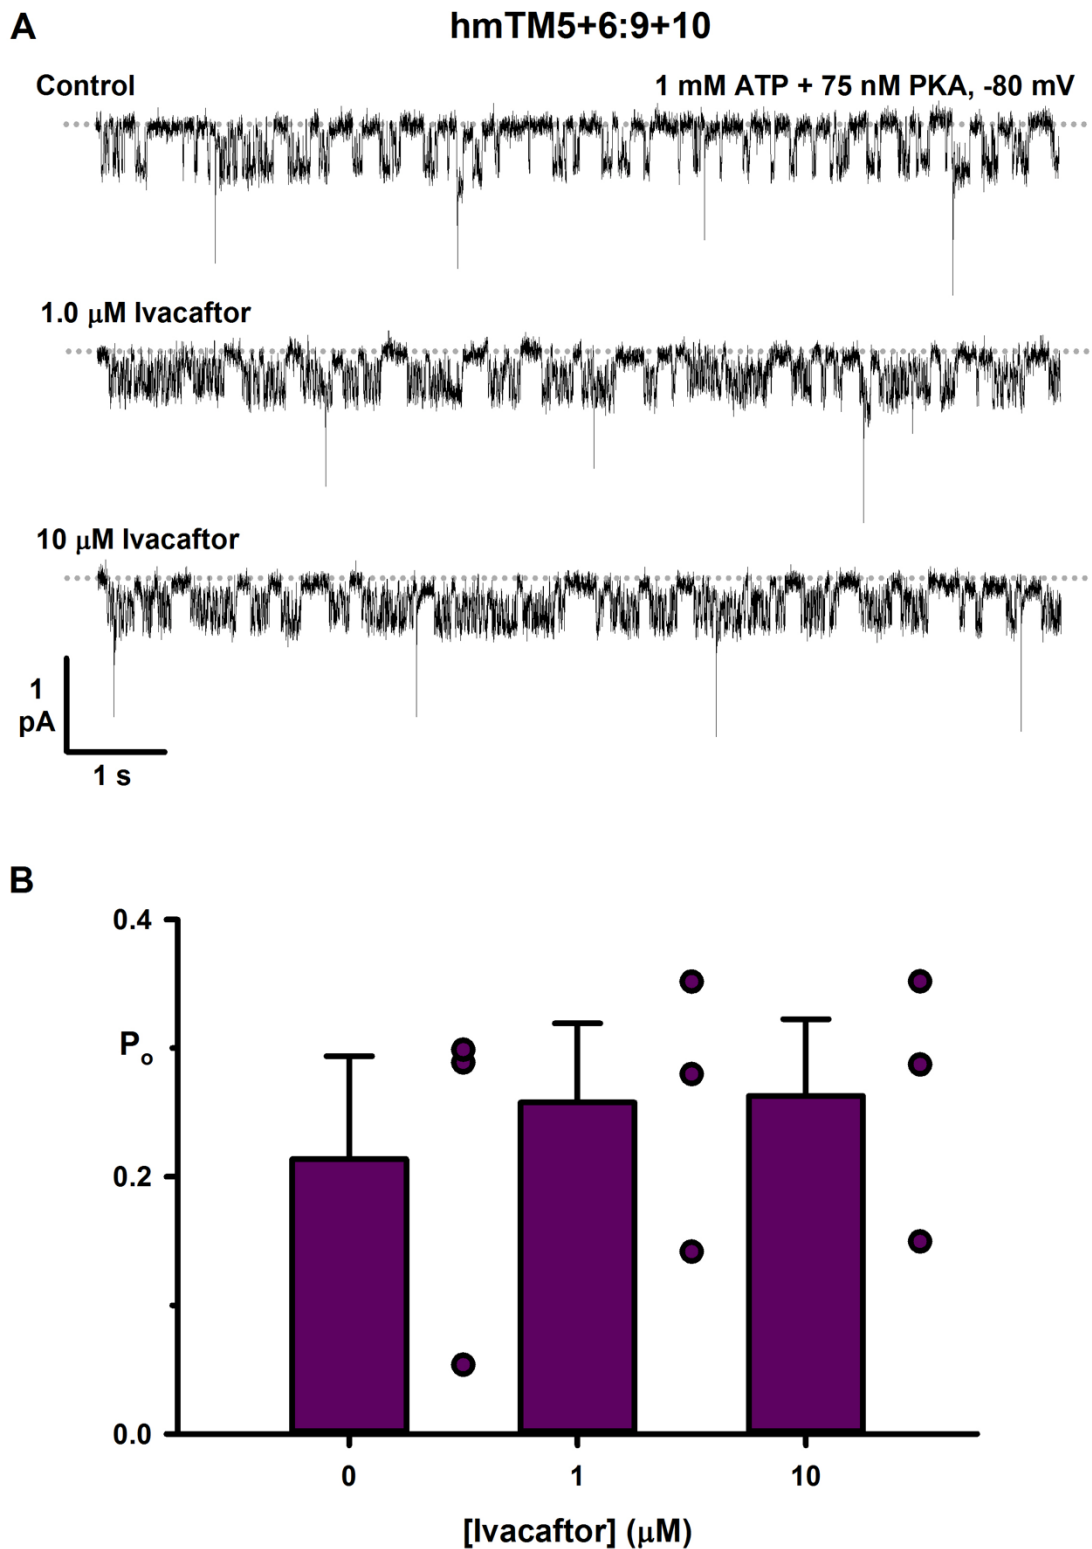 A
hmTM5+6:9+10
Control
1 mM ATP + 75 nM PKA, -80 mV
1.0 μM Ivacaftor
10 μM Ivacaftor
1
pA
1 s
B
0.4
Po
0.2
0.0
0
1
10
[Ivacaftor] (μM)